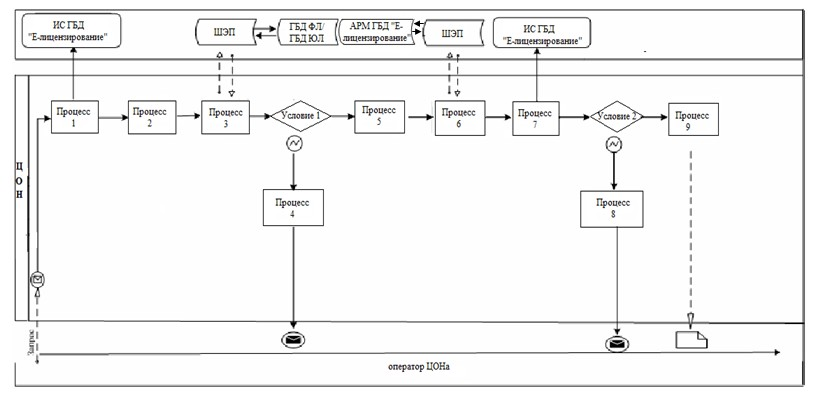 ИС ГБД
"Е-лицензирование"
ШЭП
ГБД ФЛ/
ГБД ЮЛ
АРМ ГБД "Е-
лицензирование"
ШЭП
ИС ГБД
"Е-лицензирование"
Процесс
1
Процесс
2
Процесс
3
Условие 1
Процесс
5
Процесс
6
Процесс
7
Условие 2
Процесс
9
Процесс
4
Процесс
8
Ц
О
Н
Запрос
оператор ЦОНа